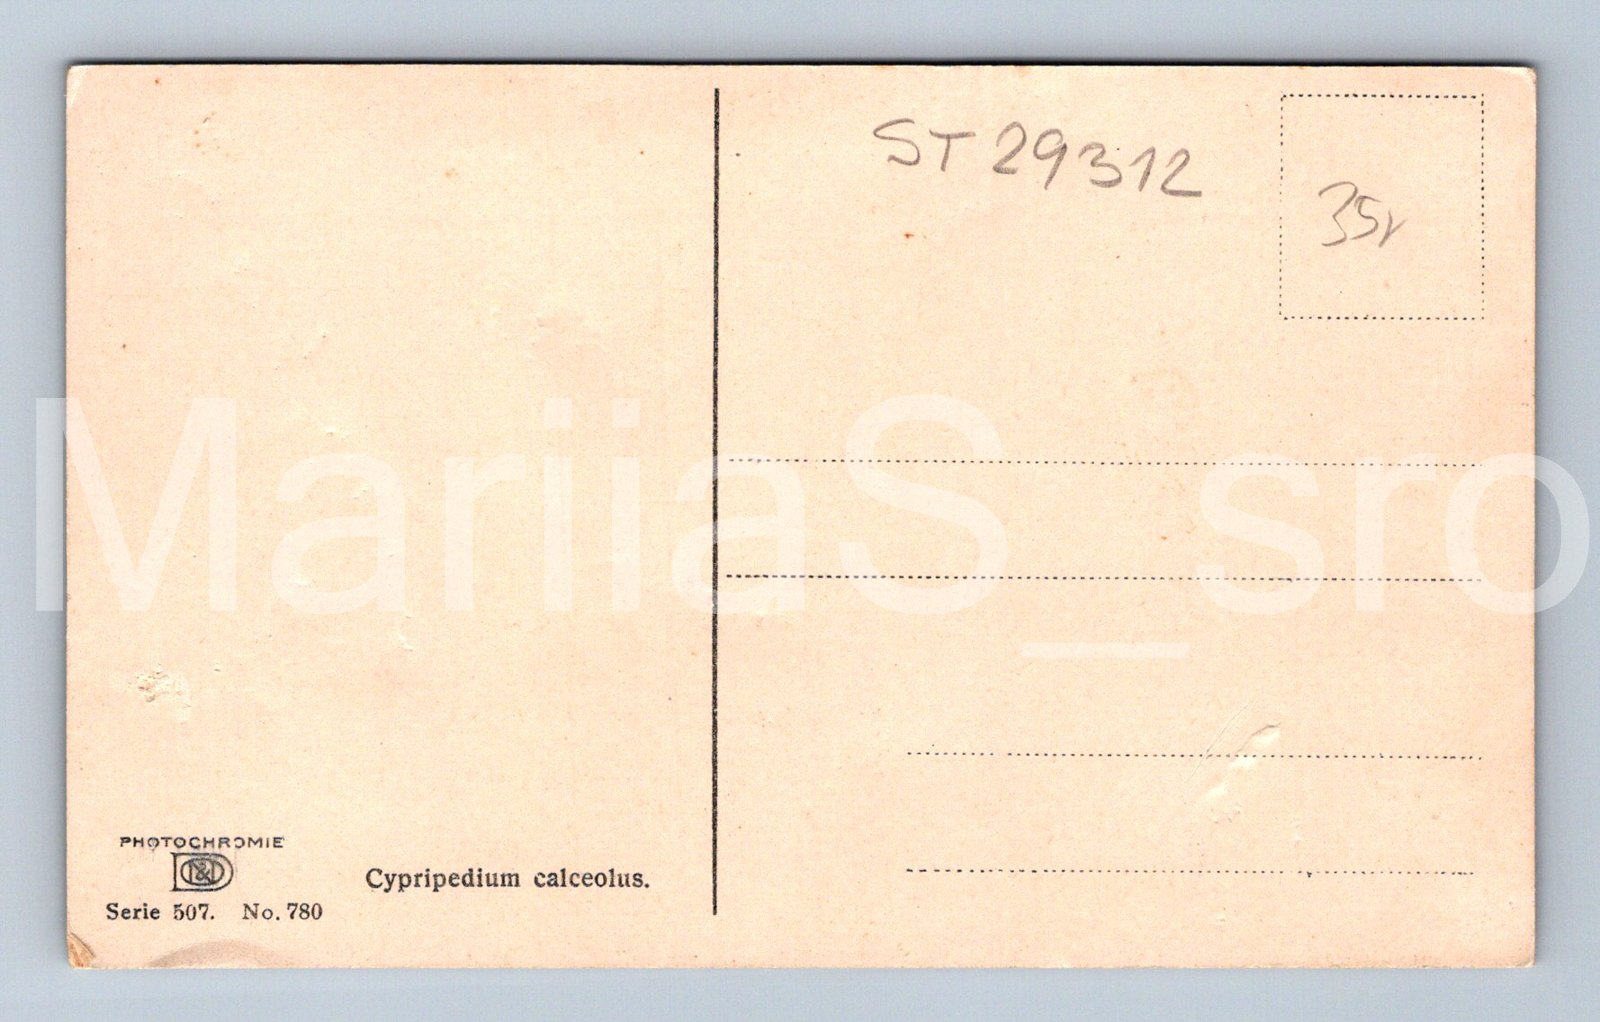 ST 29312
35r
MariiaS_sro
PHOTOCHROMIE
Cypripedium calceolus.
Serie 507. No. 780